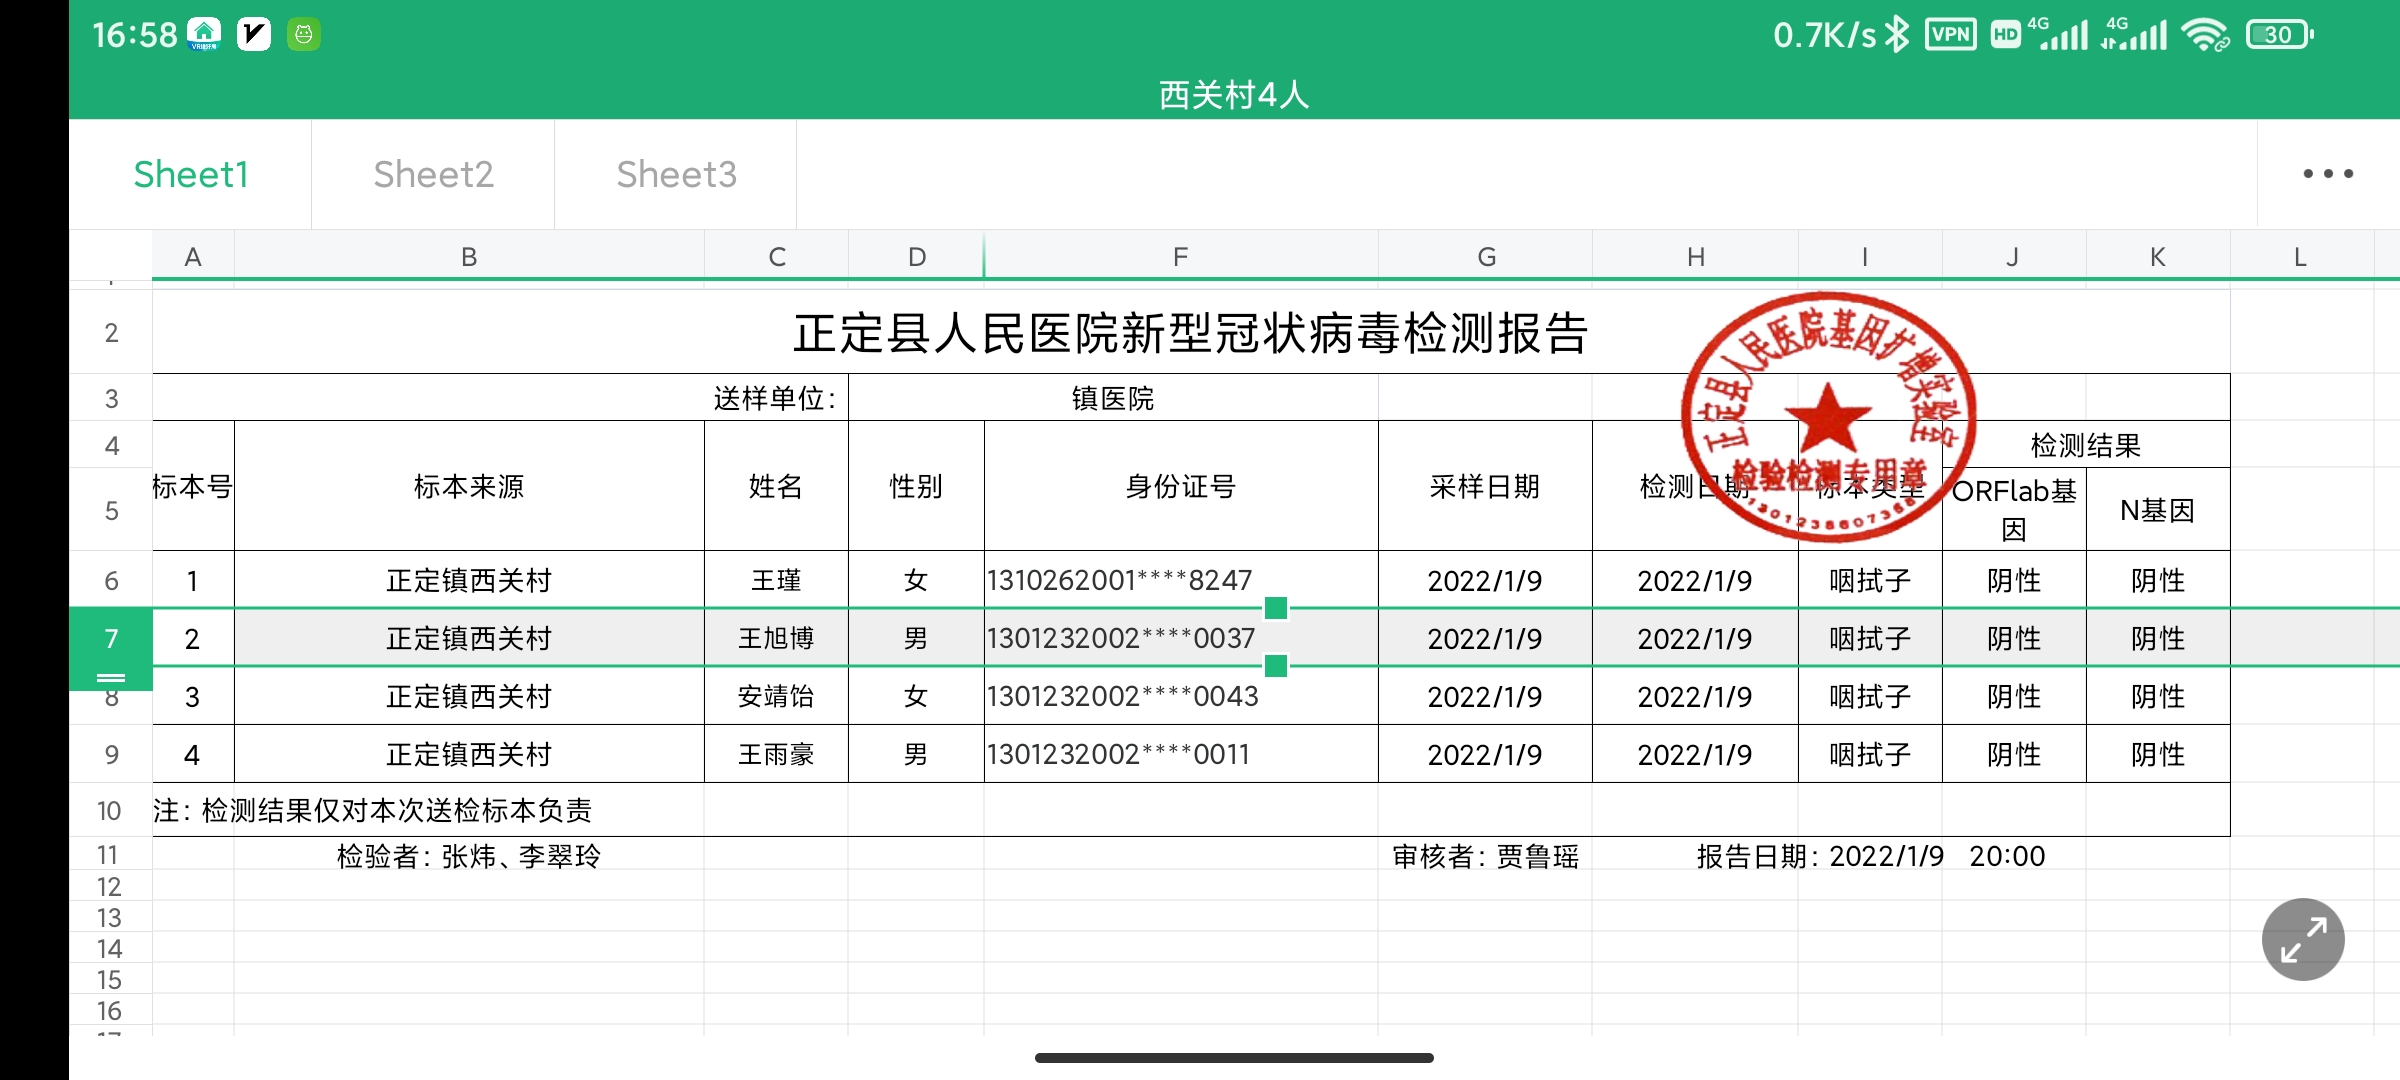 16:58
0.7K/s VPN HD 4G 4G 30
西关村4人
Sheet1 Sheet2 Sheet3
A B C D F G H I J K L
2 正定县人民医院新型冠状病毒检测报告
正定县人民医院基因扩增实验室
检验检测专用章
3 送样单位: 镇医院
4 检测结果
标本号 标本来源 姓名 性别 身份证号 采样日期 检测日期 标本类型
5 ORFlab基因 N基因
6 1 正定镇西关村 王瑾 女 1310262001****8247 2022/1/9 2022/1/9 咽拭子 阴性 阴性
7 2 正定镇西关村 王旭博 男 1301232002****0037 2022/1/9 2022/1/9 咽拭子 阴性 阴性
8 3 正定镇西关村 安靖饴 女 1301232002****0043 2022/1/9 2022/1/9 咽拭子 阴性 阴性
9 4 正定镇西关村 王雨豪 男 1301232002****0011 2022/1/9 2022/1/9 咽拭子 阴性 阴性
10 注: 检测结果仅对本次送检标本负责
11 检验者: 张炜、李翠玲 审核者: 贾鲁瑶 报告日期: 2022/1/9 20:00
12
13
14
15
16